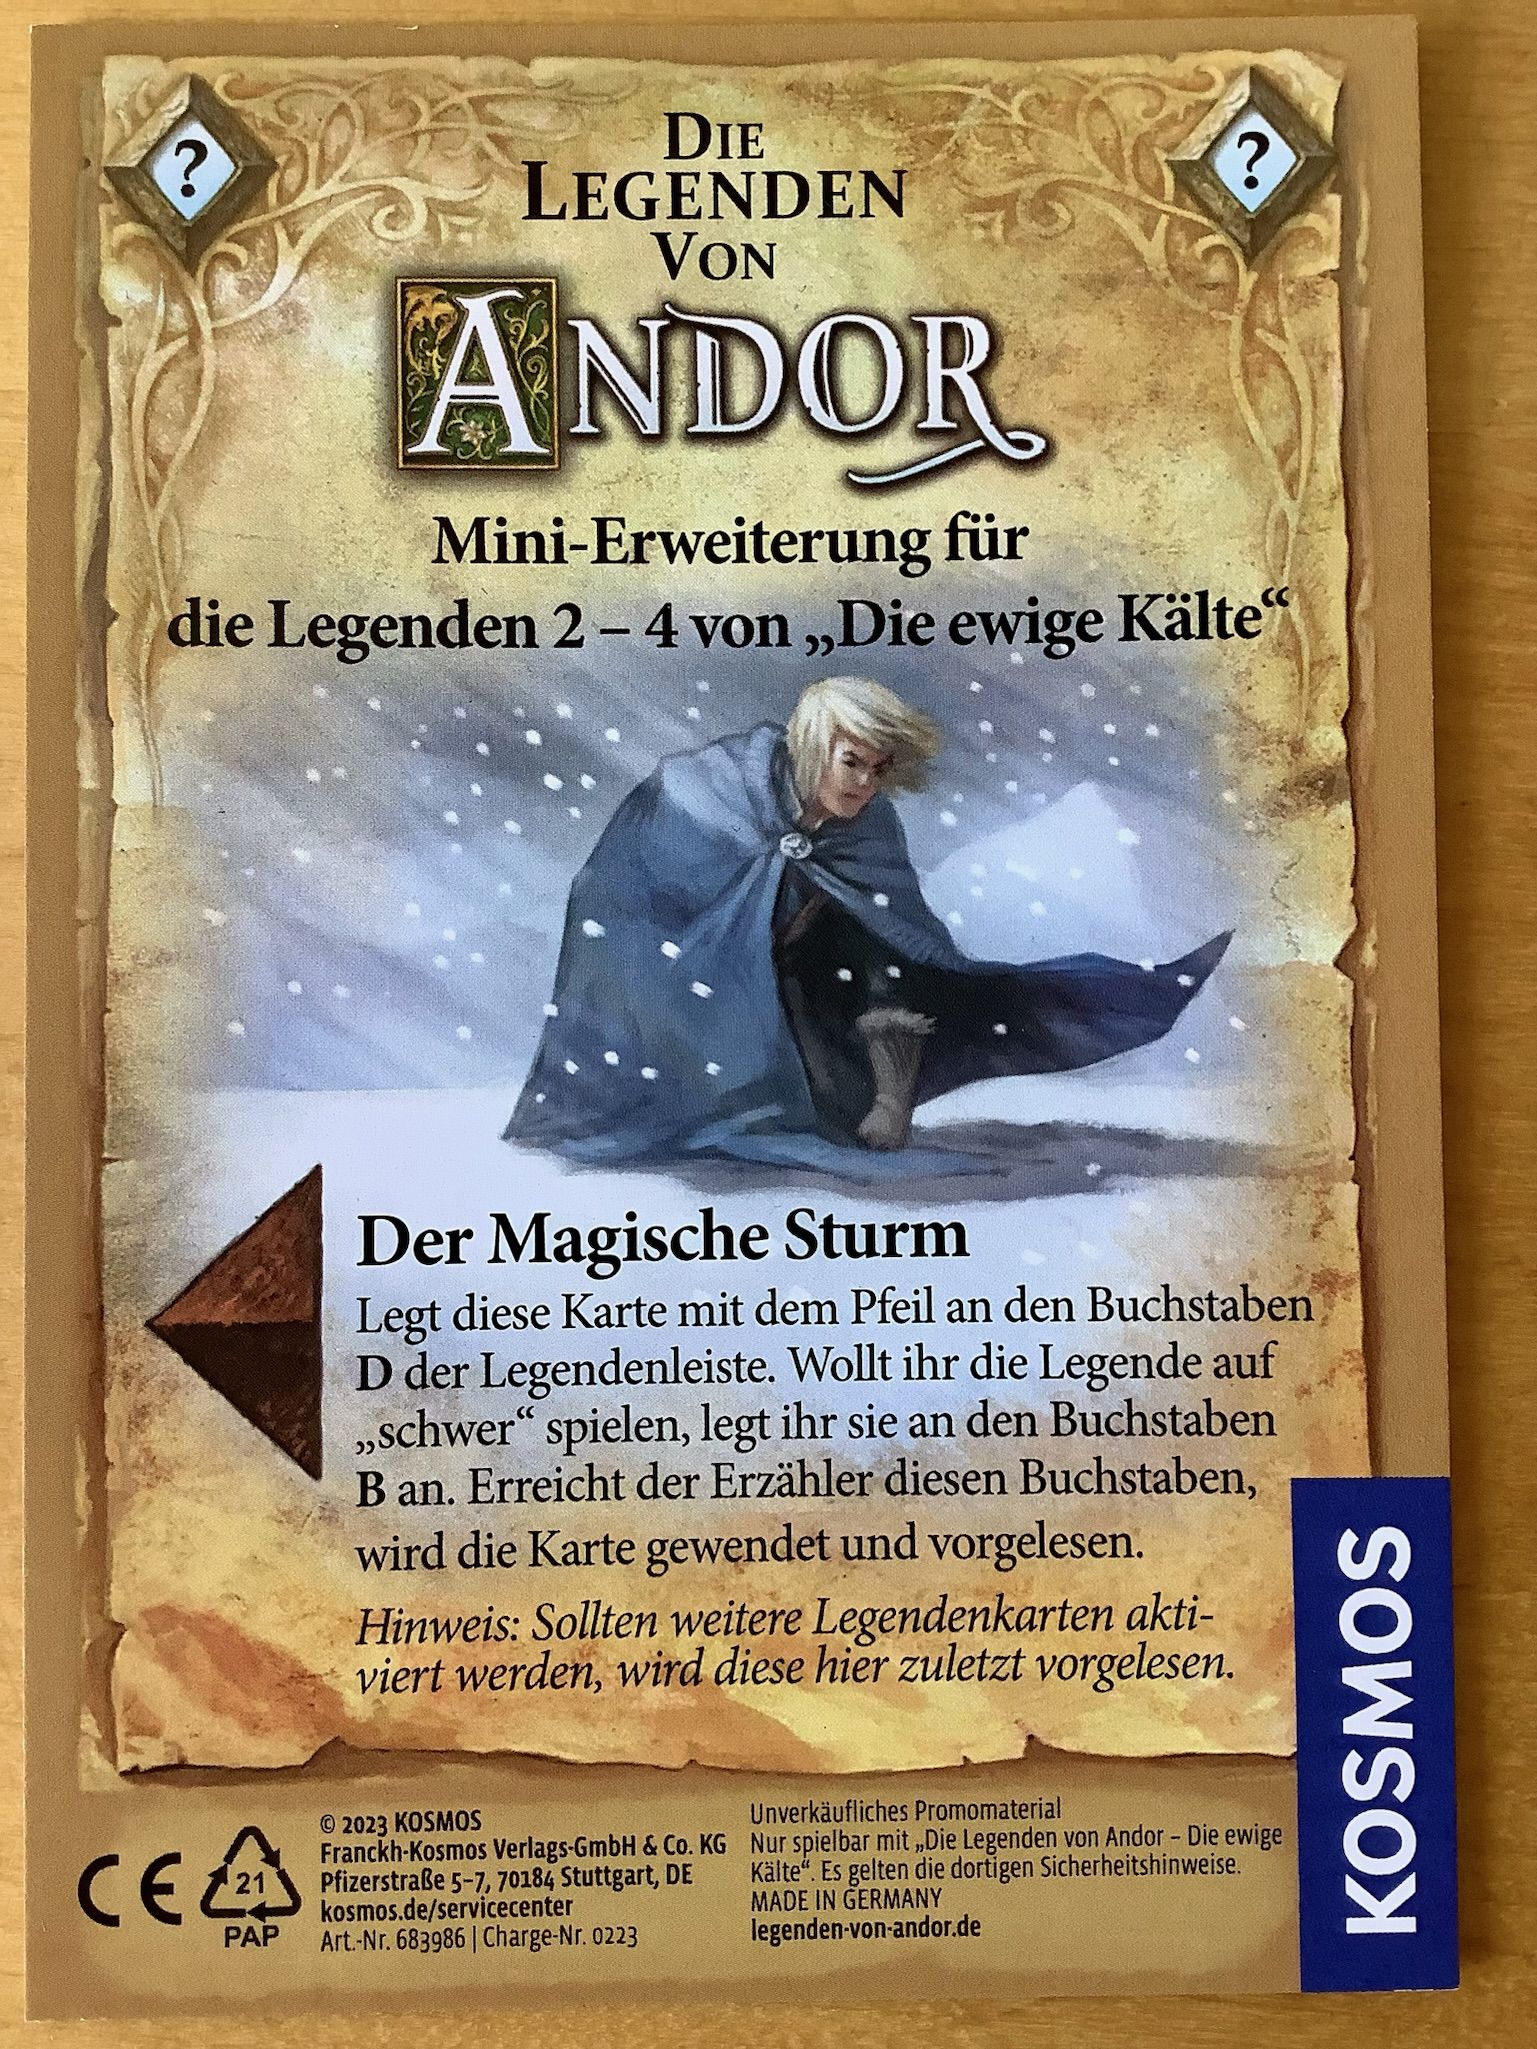 ?
?
DIE
LEGENDEN
VON
ANDOR
Mini-Erweiterung für
die Legenden 2 – 4 von „Die ewige Kälte“
Der Magische Sturm
Legt diese Karte mit dem Pfeil an den Buchstaben
D der Legendenleiste. Wollt ihr die Legende auf
„schwer“ spielen, legt ihr sie an den Buchstaben
B an. Erreicht der Erzähler diesen Buchstaben,
wird die Karte gewendet und vorgelesen.
Hinweis: Sollten weitere Legendenkarten akti-
viert werden, wird diese hier zuletzt vorgelesen.
CE
21
PAP
© 2023 KOSMOS
Franckh-Kosmos Verlags-GmbH & Co. KG
Pfizerstraße 5–7, 70184 Stuttgart, DE
kosmos.de/servicecenter
Art.-Nr. 683986 | Charge-Nr. 0223
Unverkäufliches Promomaterial
Nur spielbar mit „Die Legenden von Andor – Die ewige
Kälte“. Es gelten die dortigen Sicherheitshinweise.
MADE IN GERMANY
legenden-von-andor.de
KOSMOS